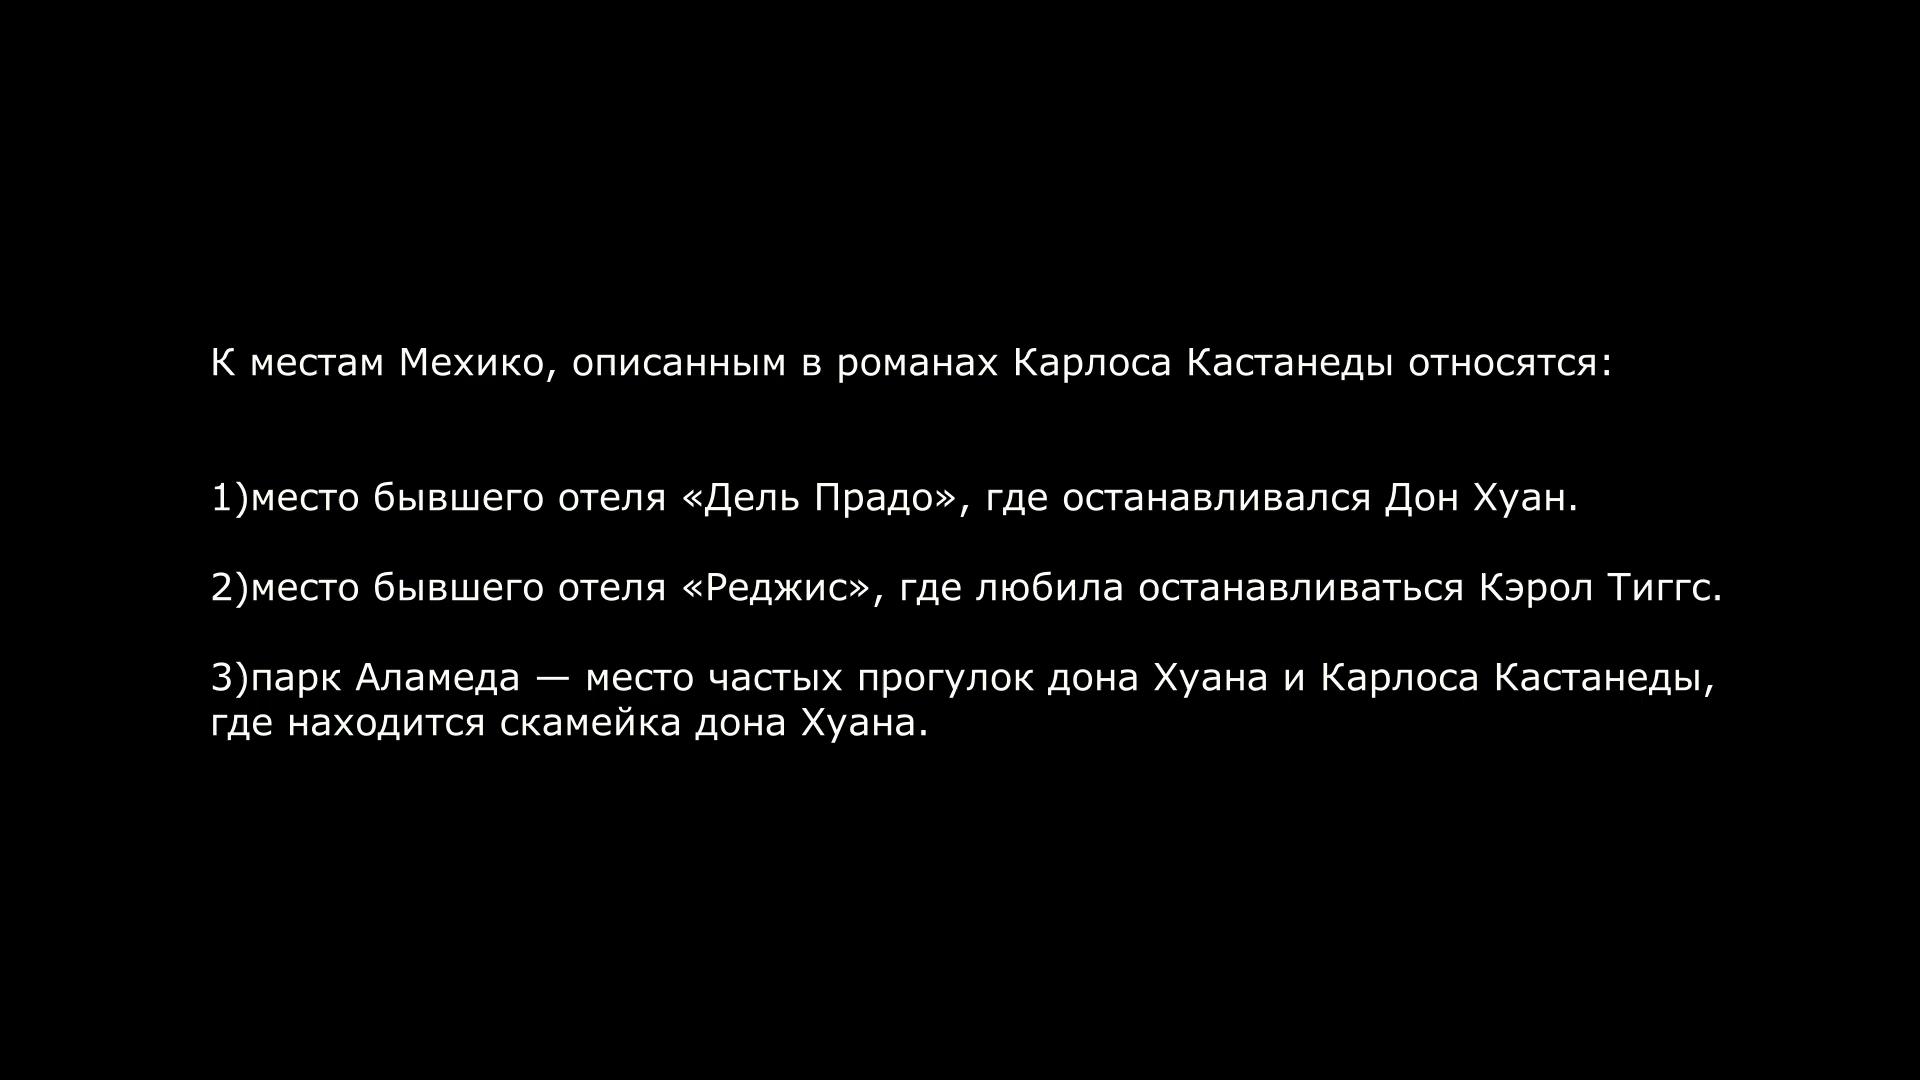 К местам Мехико, описанным в романах Карлоса Кастанеды относятся:
1)место бывшего отеля «Дель Прадо», где останавливался Дон Хуан.
2)место бывшего отеля «Реджис», где любила останавливаться Кэрол Тиггс.
3)парк Аламеда — место частых прогулок дона Хуана и Карлоса Кастанеды,
где находится скамейка дона Хуана.